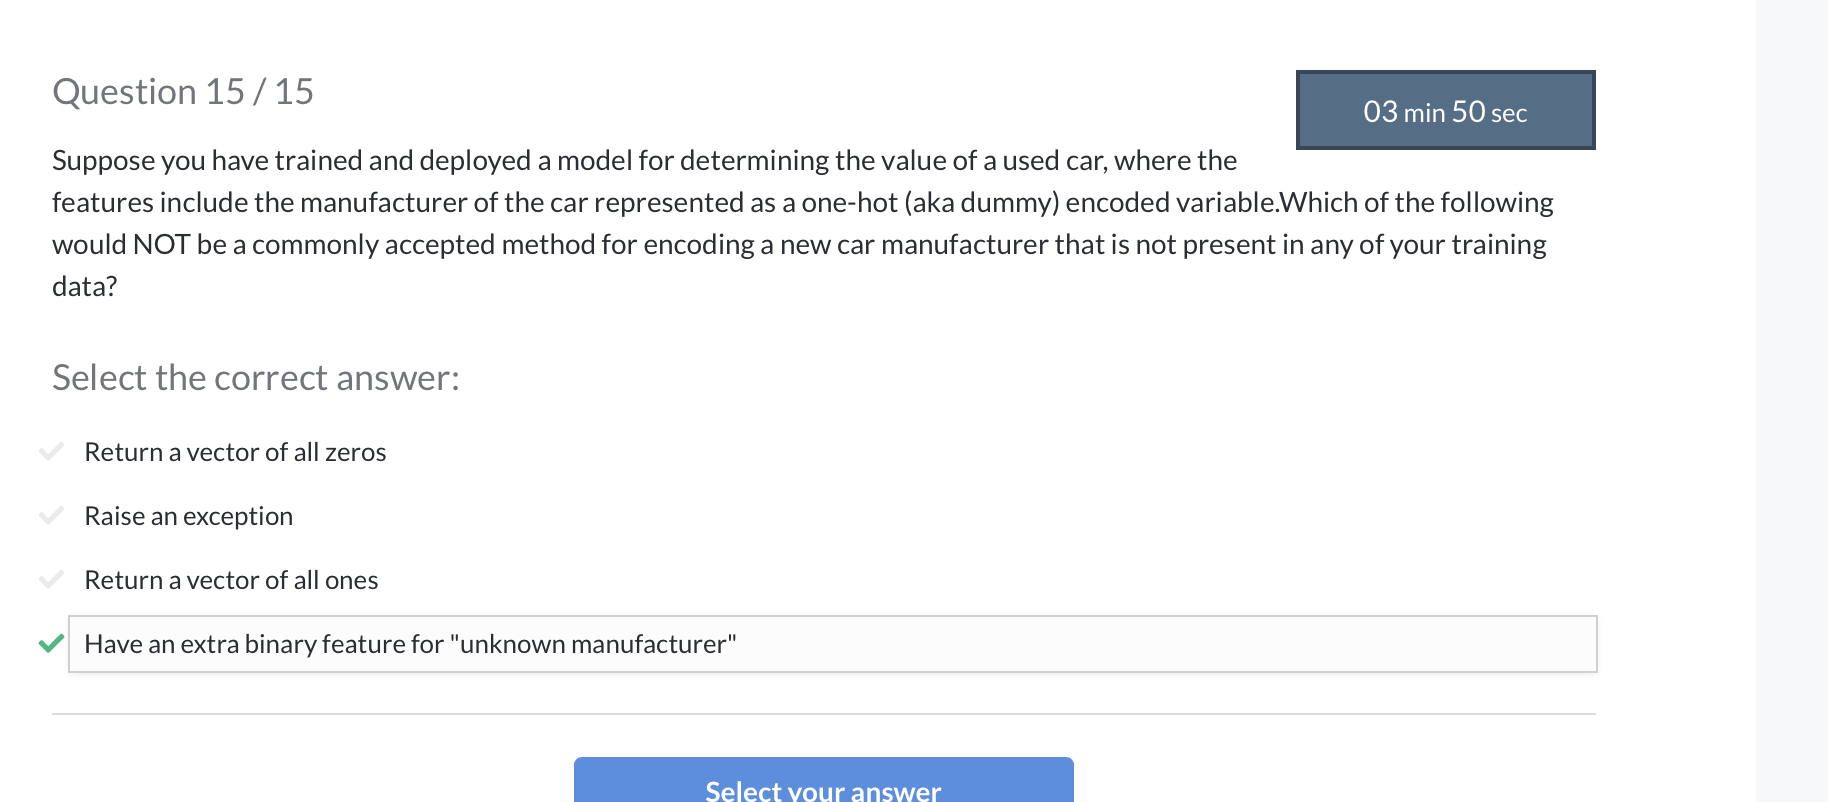 Question 15 / 15
03 min 50 sec
Suppose you have trained and deployed a model for determining the value of a used car, where the
features include the manufacturer of the car represented as a one-hot (aka dummy) encoded variable.Which of the following
would NOT be a commonly accepted method for encoding a new car manufacturer that is not present in any of your training
data?
Select the correct answer:
Return a vector of all zeros
Raise an exception
Return a vector of all ones
Have an extra binary feature for "unknown manufacturer"
Select your answer